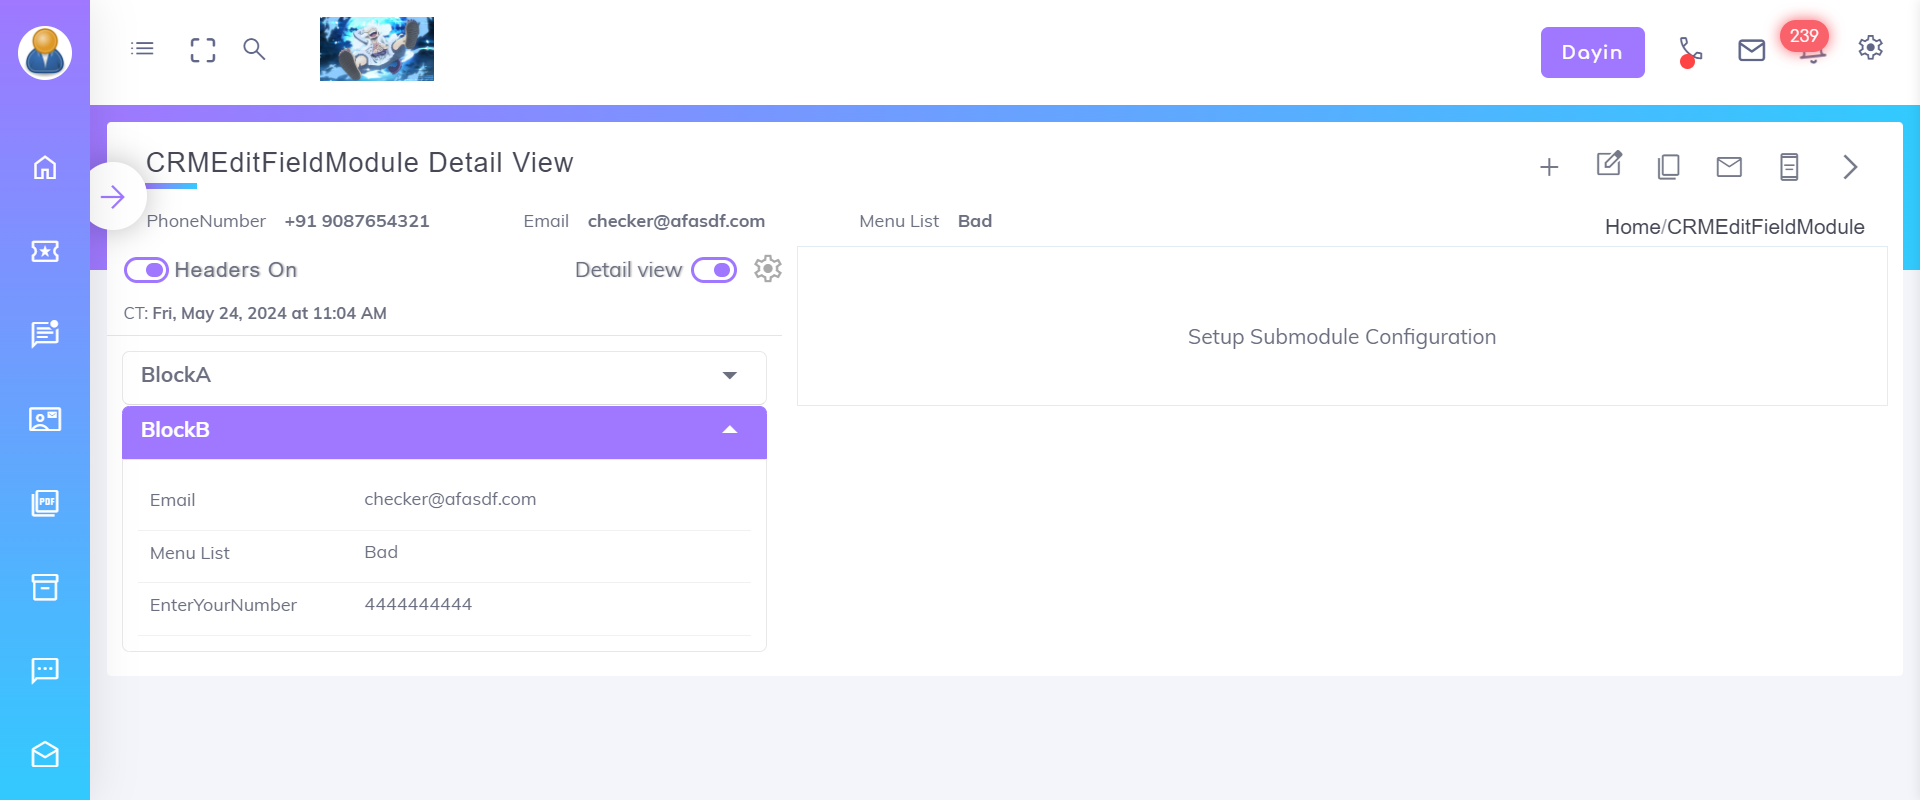 Dayin
239
CRMEditFieldModule Detail View
PhoneNumber +91 9087654321 Email checker@afasdf.com Menu List Bad
Home/CRMEditFieldModule
Headers On Detail view
CT: Fri, May 24, 2024 at 11:04 AM
Setup Submodule Configuration
BlockA
BlockB
Email checker@afasdf.com
Menu List Bad
EnterYourNumber 4444444444
PDF